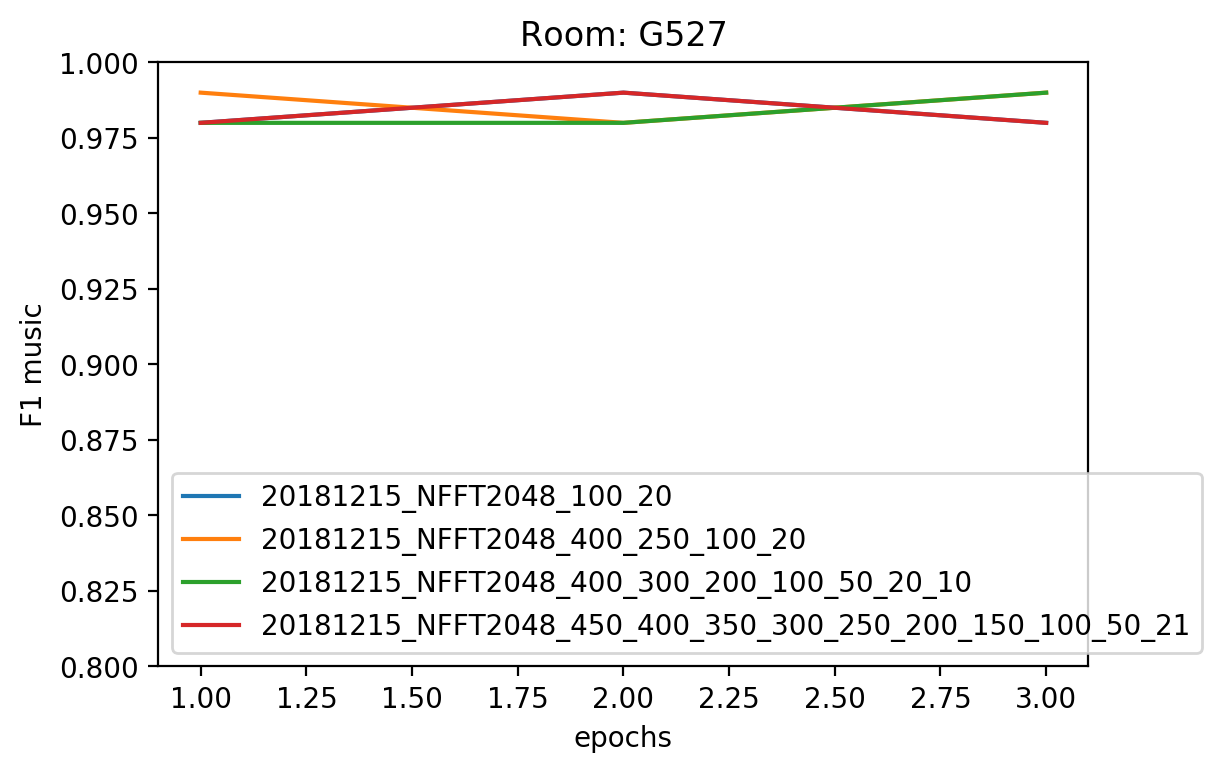 Room: G527
1.000
0.975
0.950
0.925
0.900
0.875
0.850
0.825
0.800
F1 music
20181215_NFFT2048_100_20
20181215_NFFT2048_400_250_100_20
20181215_NFFT2048_400_300_200_100_50_20_10
20181215_NFFT2048_450_400_350_300_250_200_150_100_50_21
1.00 1.25 1.50 1.75 2.00 2.25 2.50 2.75 3.00
epochs